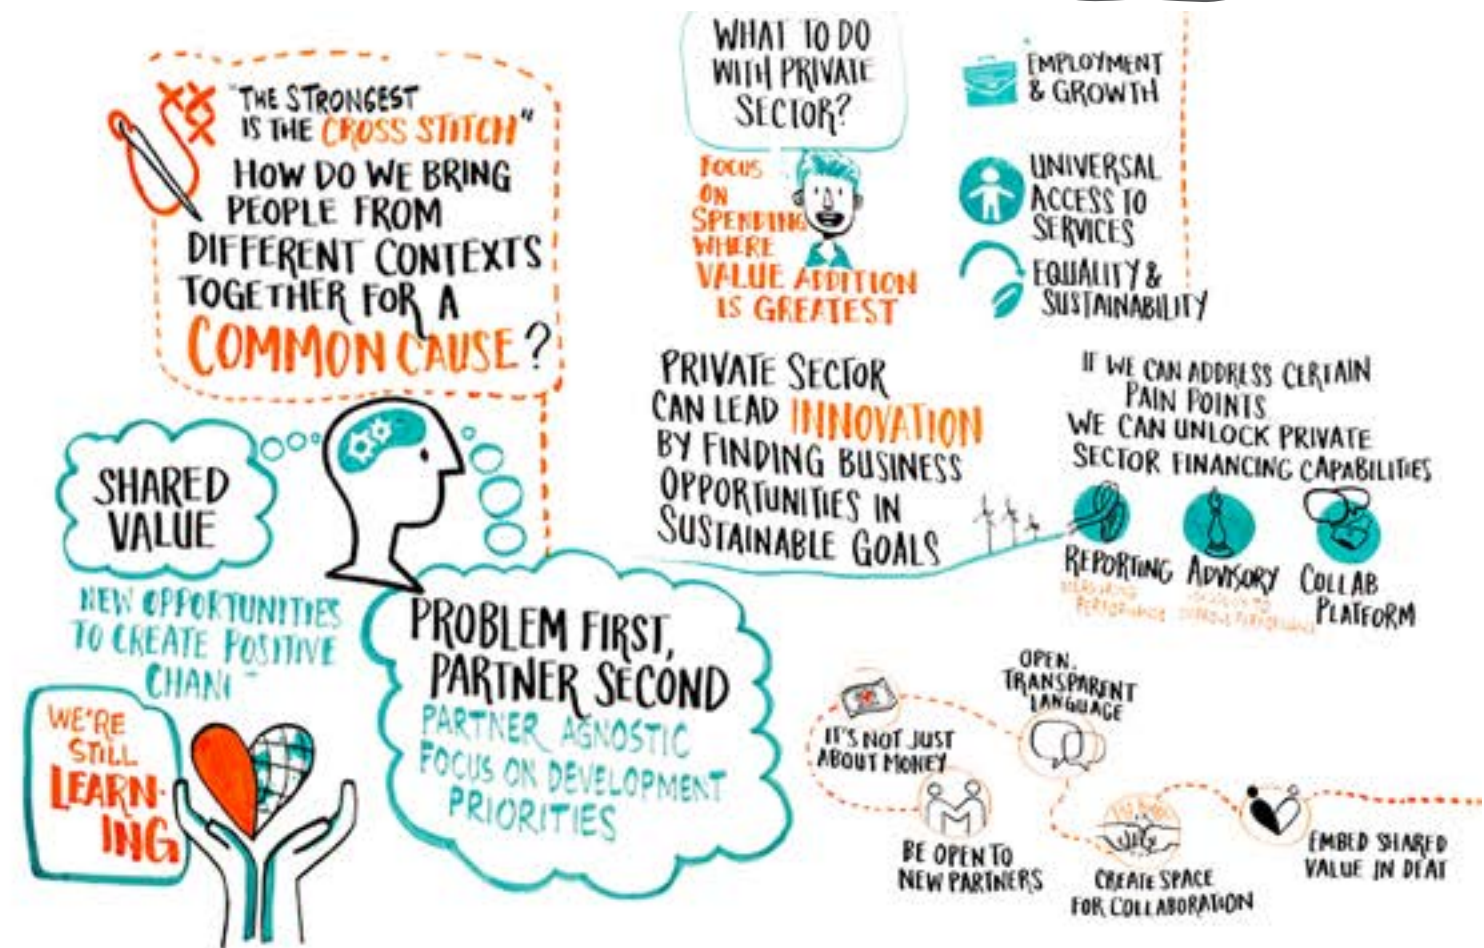 "THE STRONGEST
IS THE CROSS STITCH"
HOW DO WE BRING
PEOPLE FROM
DIFFERENT CONTEXTS
TOGETHER FOR A
COMMON CAUSE?
SHARED
VALUE
NEW OPPORTUNITIES
TO CREATE POSITIVE
WE'RE
STILL
LEARN-
ING
PROBLEM FIRST,
PARTNER SECOND
PARTNER AGNOSTIC
FOCUS ON DEVELOPMENT
PRIORITIES
WHAT TO DO
WITH PRIVATE
SECTOR?
FOCUS
ON
SPENDING
WHERE
VALUE ADDITION
IS GREATEST
EMPLOYMENT
& GROWTH
UNIVERSAL
ACCESS TO
SERVICES
EQUALITY &
SUSTAINABILITY
PRIVATE SECTOR
CAN LEAD INNOVATION
BY FINDING BUSINESS
OPPORTUNITIES IN
SUSTAINABLE GOALS
IF WE CAN ADDRESS CERTAIN
PAIN POINTS
WE CAN UNLOCK PRIVATE
SECTOR FINANCING CAPABILITIES
REPORTING
MEASURING
PERFORMANCE
ADVISORY
IMPROVE PERFORMANCE
COLLAB
PLATFORM
IT'S NOT JUST
ABOUT MONEY
OPEN,
TRANSPARENT
LANGUAGE
BE OPEN TO
NEW PARTNERS
CREATE SPACE
FOR COLLABORATION
EMBED SHARED
VALUE IN DFAT